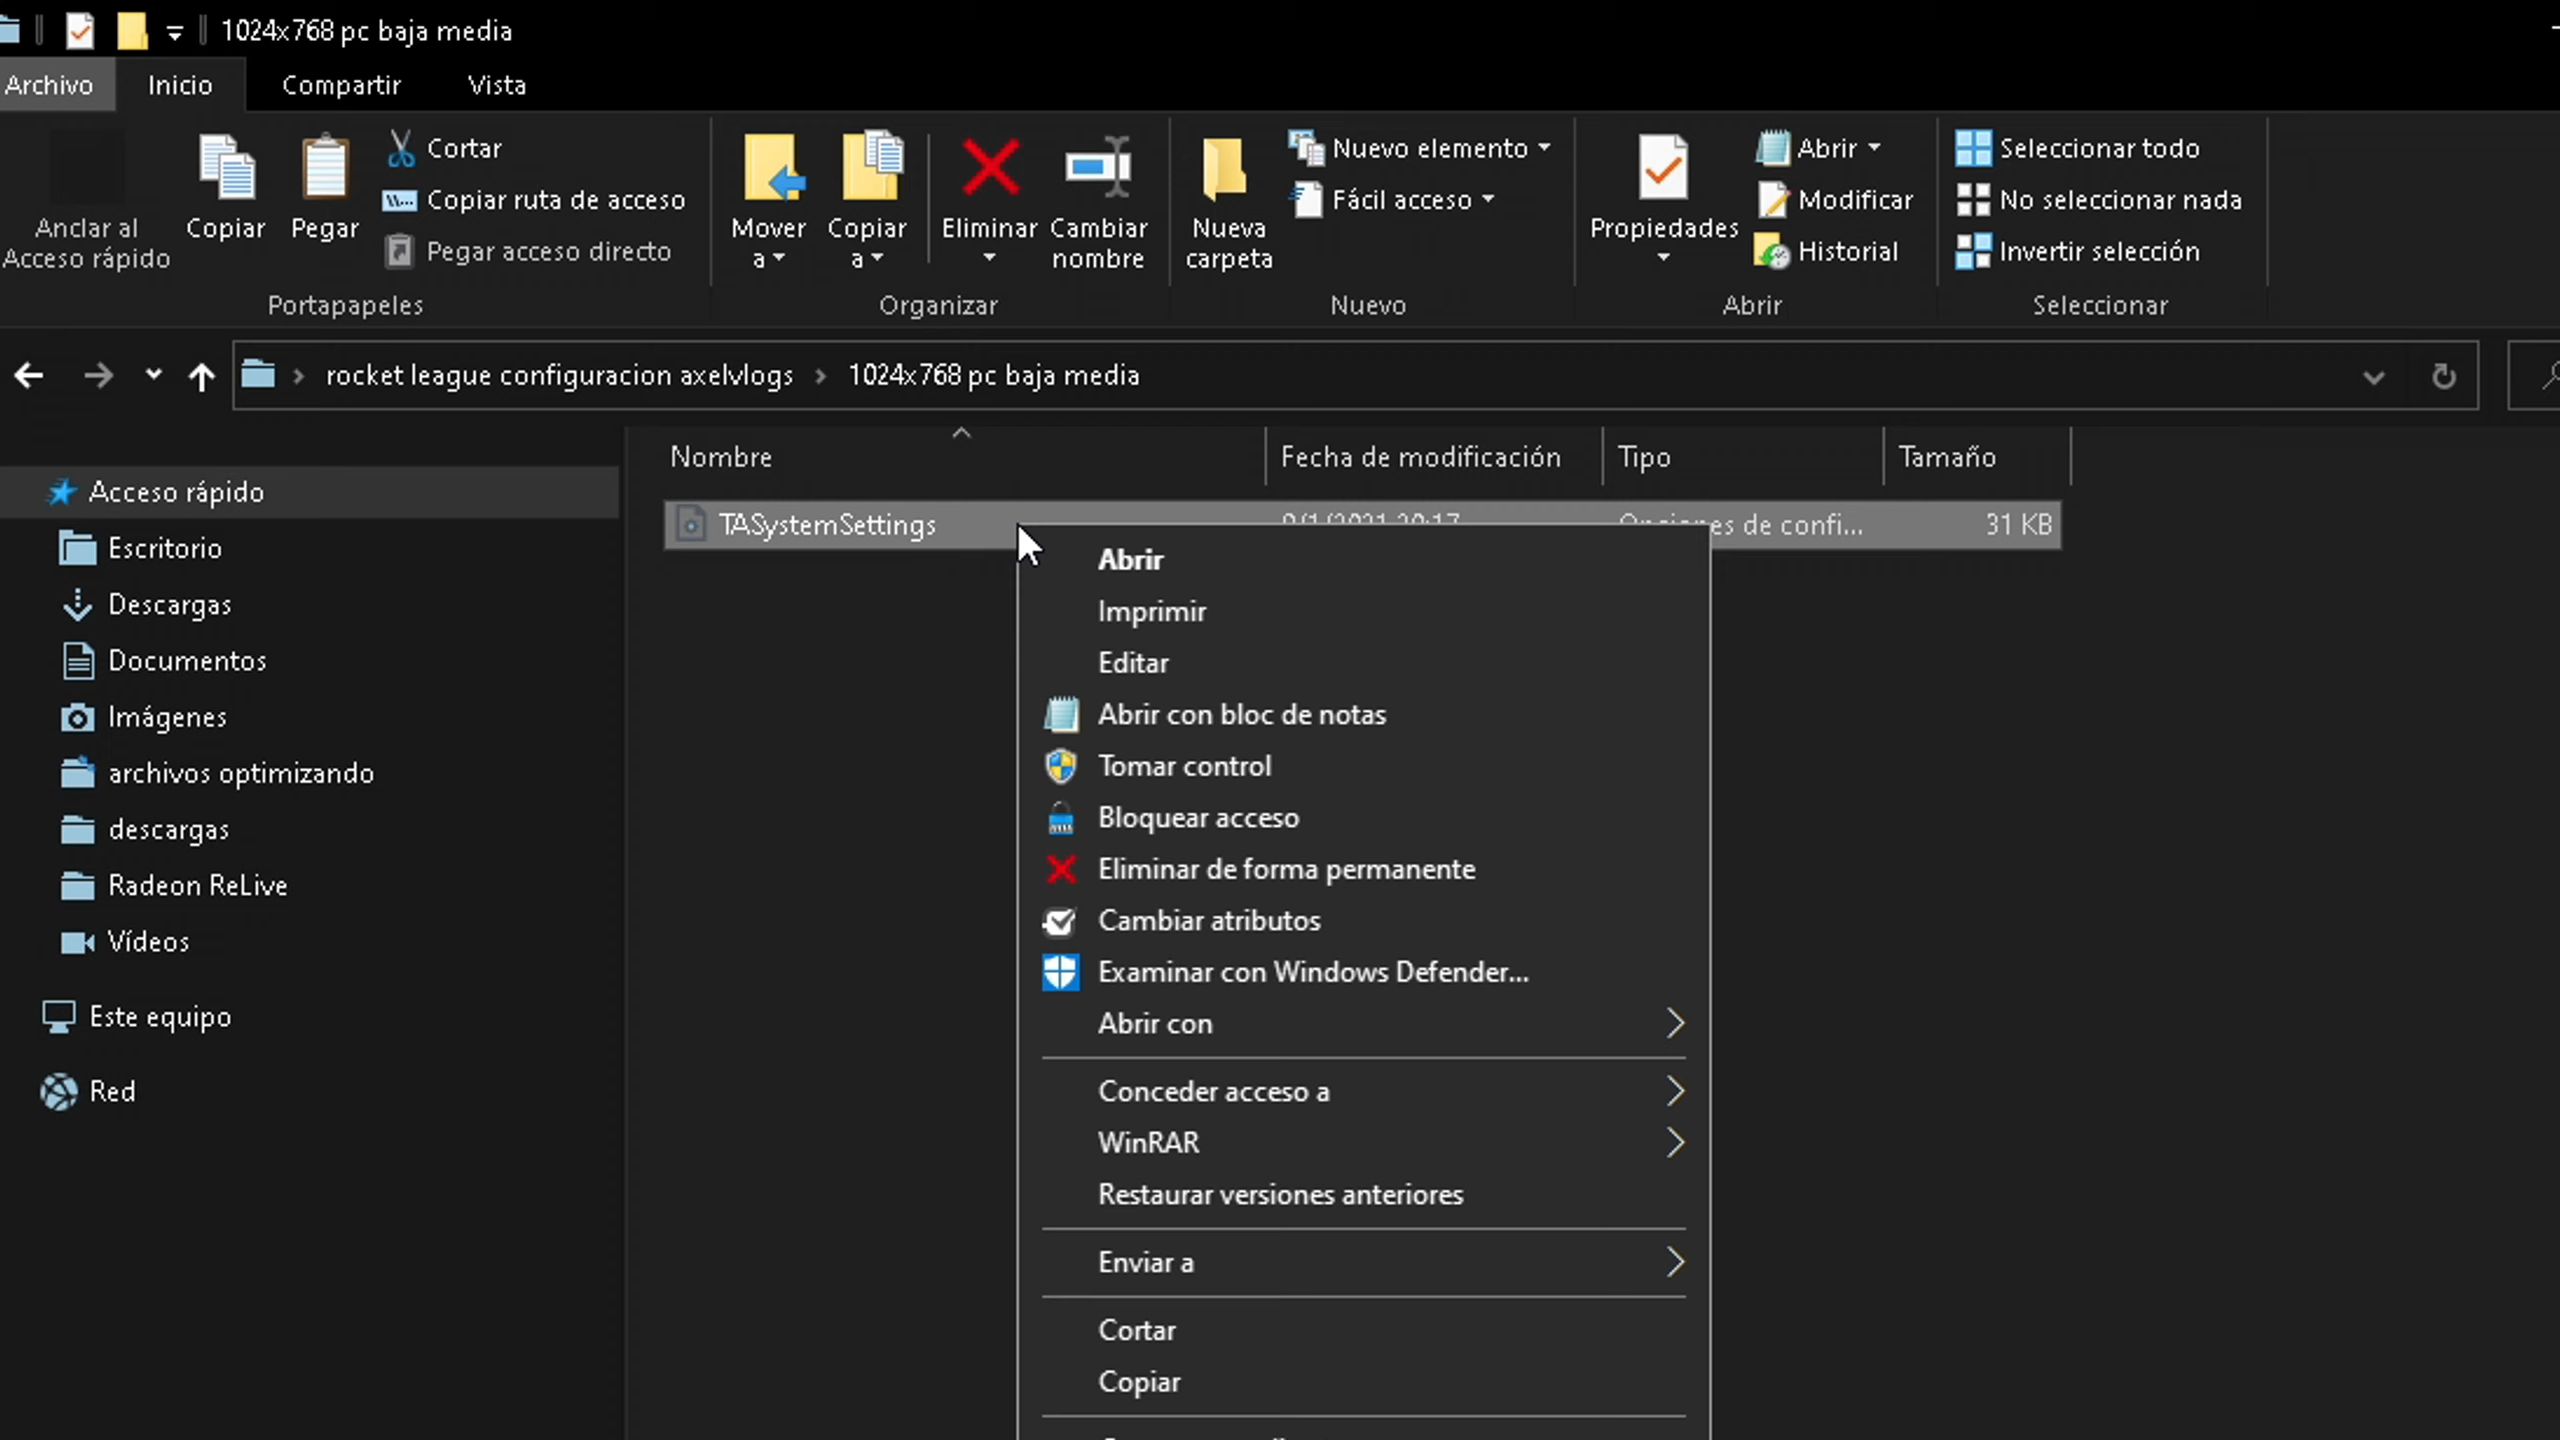 1024x768 pc baja media
Archivo Inicio Compartir Vista
Anclar al Acceso rápido
Copiar
Pegar
Cortar
Copiar ruta de acceso
Pegar acceso directo
Portapapeles
Mover a
Copiar a
Eliminar
Cambiar nombre
Organizar
Nueva carpeta
Nuevo elemento
Fácil acceso
Nuevo
Propiedades
Abrir
Modificar
Historial
Abrir
Seleccionar todo
No seleccionar nada
Invertir selección
Seleccionar
rocket league configuracion axelvlogs > 1024x768 pc baja media
Acceso rápido
Escritorio
Descargas
Documentos
Imágenes
archivos optimizando
descargas
Radeon ReLive
Vídeos
Este equipo
Red
Nombre Fecha de modificación Tipo Tamaño
TASystemSettings 31 KB
Abrir
Imprimir
Editar
Abrir con bloc de notas
Tomar control
Bloquear acceso
Eliminar de forma permanente
Cambiar atributos
Examinar con Windows Defender...
Abrir con
Conceder acceso a
WinRAR
Restaurar versiones anteriores
Enviar a
Cortar
Copiar